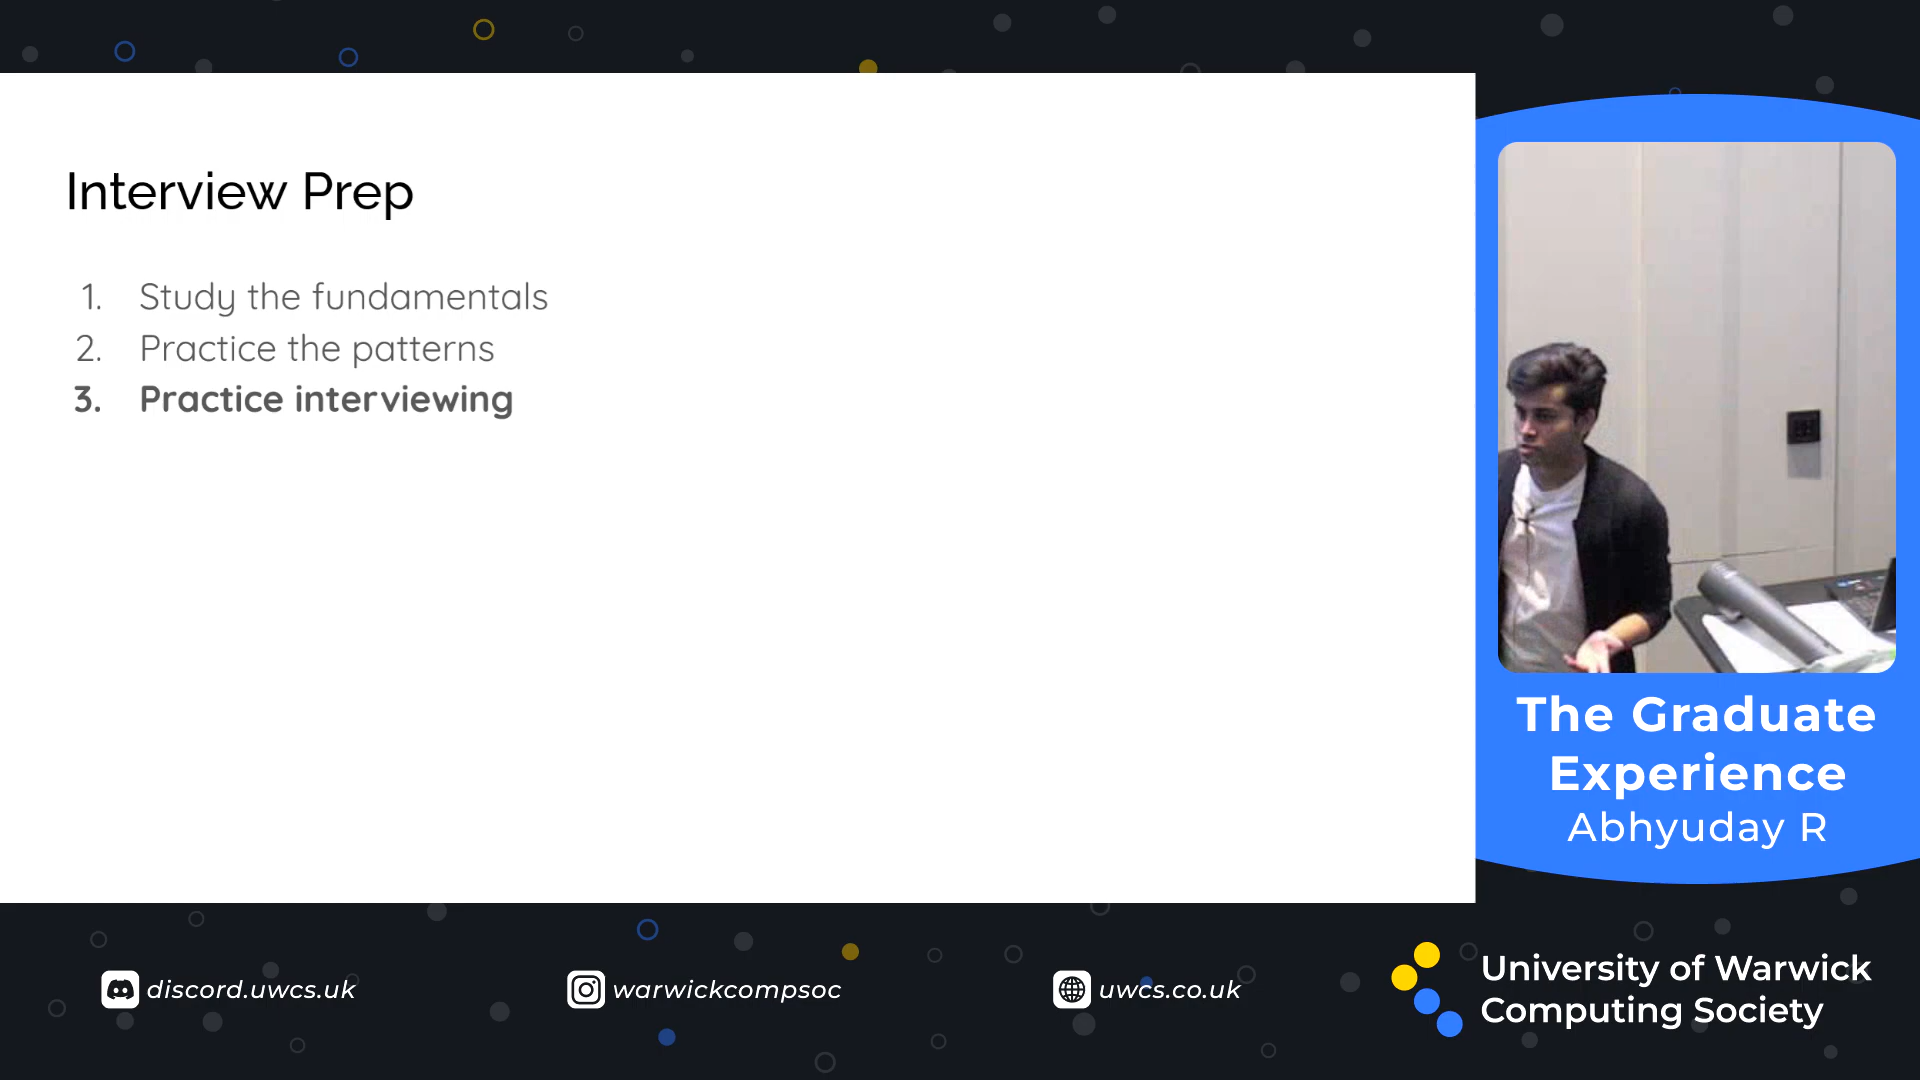 Interview Prep
1. Study the fundamentals
2. Practice the patterns
3. Practice interviewing
The Graduate
Experience
Abhyuday R
discord.uwcs.uk
warwickcompsoc
uwcs.co.uk
University of Warwick
Computing Society